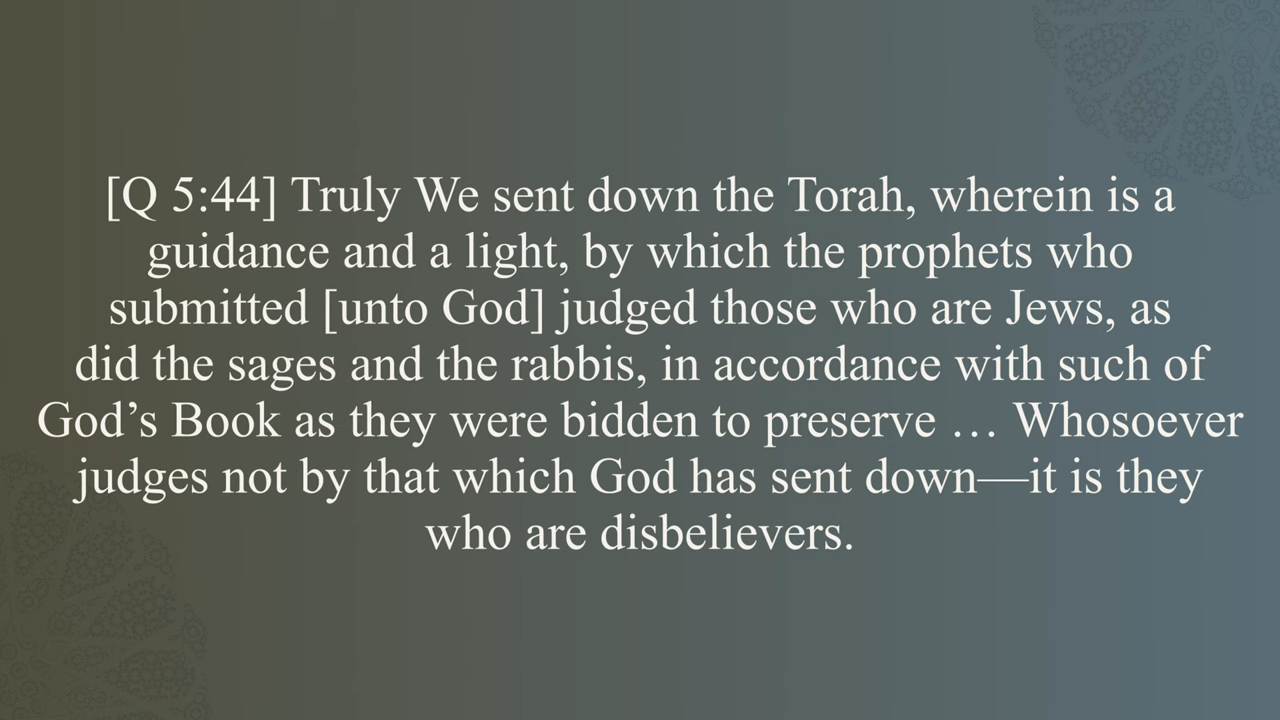 [Q 5:44] Truly We sent down the Torah, wherein is a
guidance and a light, by which the prophets who
submitted [unto God] judged those who are Jews, as
did the sages and the rabbis, in accordance with such of
God’s Book as they were bidden to preserve … Whosoever
judges not by that which God has sent down—it is they
who are disbelievers.